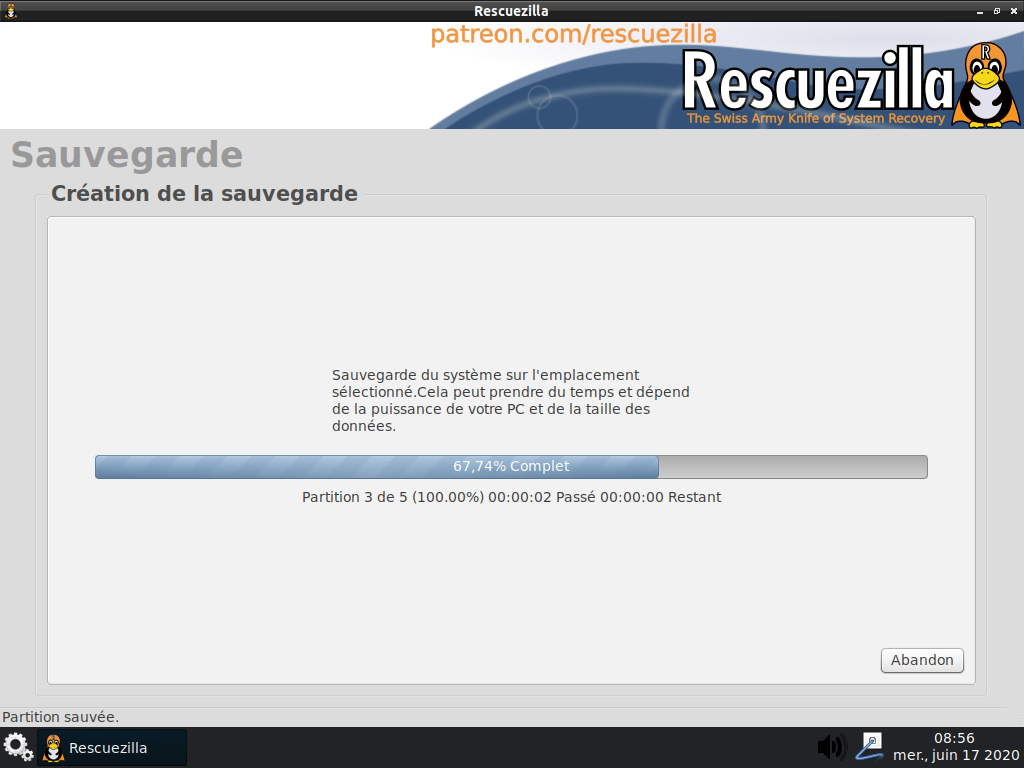 Rescuezilla
patreon.com/rescuezilla
R
Rescuezilla
The Swiss Army Knife of System Recovery
Sauvegarde
Création de la sauvegarde
Sauvegarde du système sur l'emplacement
sélectionné.Cela peut prendre du temps et dépend
de la puissance de votre PC et de la taille des
données.
67,74% Complet
Partition 3 de 5 (100.00%) 00:00:02 Passé 00:00:00 Restant
Abandon
Partition sauvée.
Rescuezilla
08:56
mer., juin 17 2020